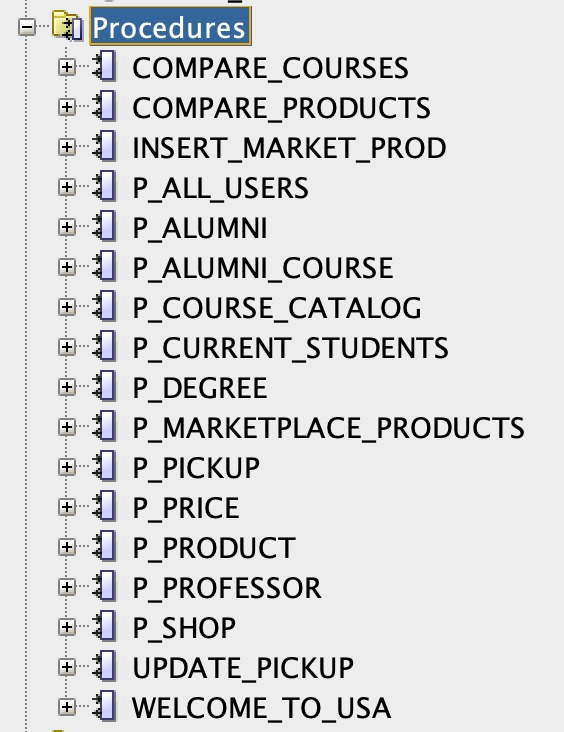 Procedures
COMPARE_COURSES
COMPARE_PRODUCTS
INSERT_MARKET_PROD
P_ALL_USERS
P_ALUMNI
P_ALUMNI_COURSE
P_COURSE_CATALOG
P_CURRENT_STUDENTS
P_DEGREE
P_MARKETPLACE_PRODUCTS
P_PICKUP
P_PRICE
P_PRODUCT
P_PROFESSOR
P_SHOP
UPDATE_PICKUP
WELCOME_TO_USA